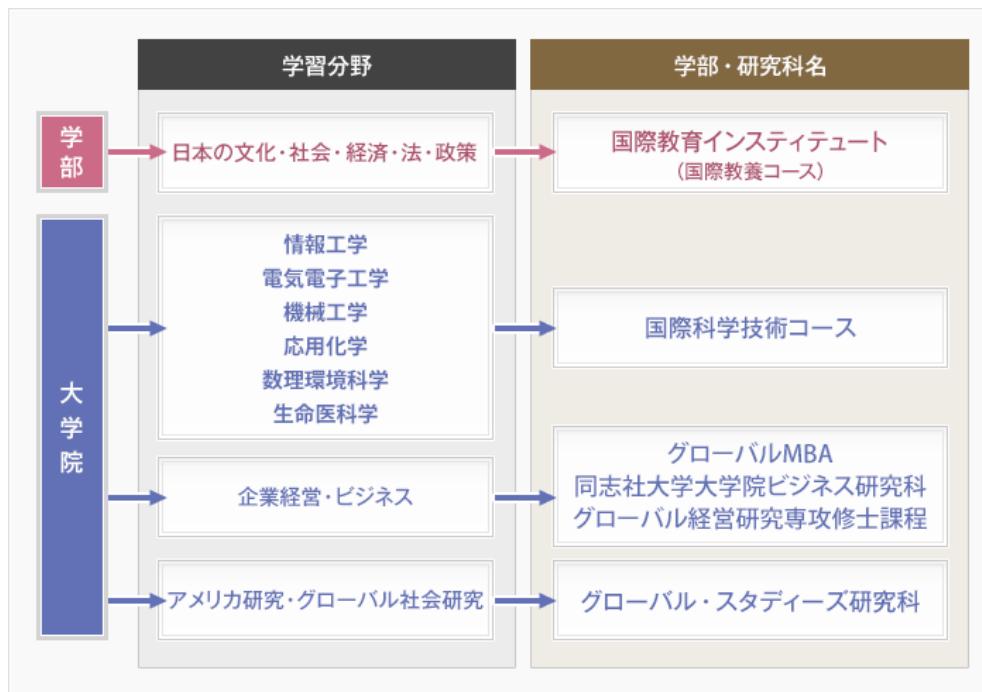 学習分野
学部・研究科名
学部
日本の文化・社会・経済・法・政策
国際教育インスティテュート
(国際教養コース)
大学院
情報工学
電気電子工学
機械工学
応用化学
数理環境科学
生命医科学
国際科学技術コース
企業経営・ビジネス
グローバルMBA
同志社大学大学院ビジネス研究科
グローバル経営研究専攻修士課程
アメリカ研究・グローバル社会研究
グローバル・スタディーズ研究科